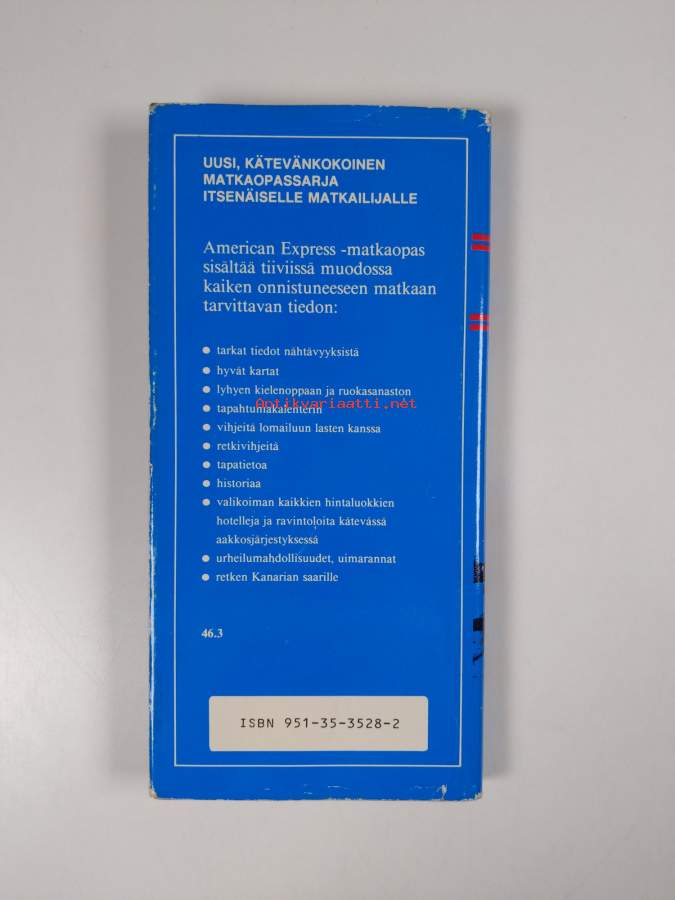 UUSI, KÄTEVÄNKOKOINEN
MATKAOPASSARJA
ITSENÄISELLE MATKAILIJALLE
American Express -matkaopas
sisältää tiiviissä muodossa
kaiken onnistuneeseen matkaan
tarvittavan tiedon:
● tarkat tiedot nähtävyyksistä
● hyvät kartat
● lyhyen kielenoppaan ja ruokasanaston
Antikvariaatti.net
● tapahtumakalenterin
● vihjeitä lomailuun lasten kanssa
● retkivihjeitä
● tapatietoa
● historiaa
● valikoiman kaikkien hintaluokkien
hotelleja ja ravintoloita kätevässä
aakkosjärjestyksessä
● urheilumahdollisuudet, uimarannat
● retken Kanarian saarille
46.3
ISBN 951-35-3528-2